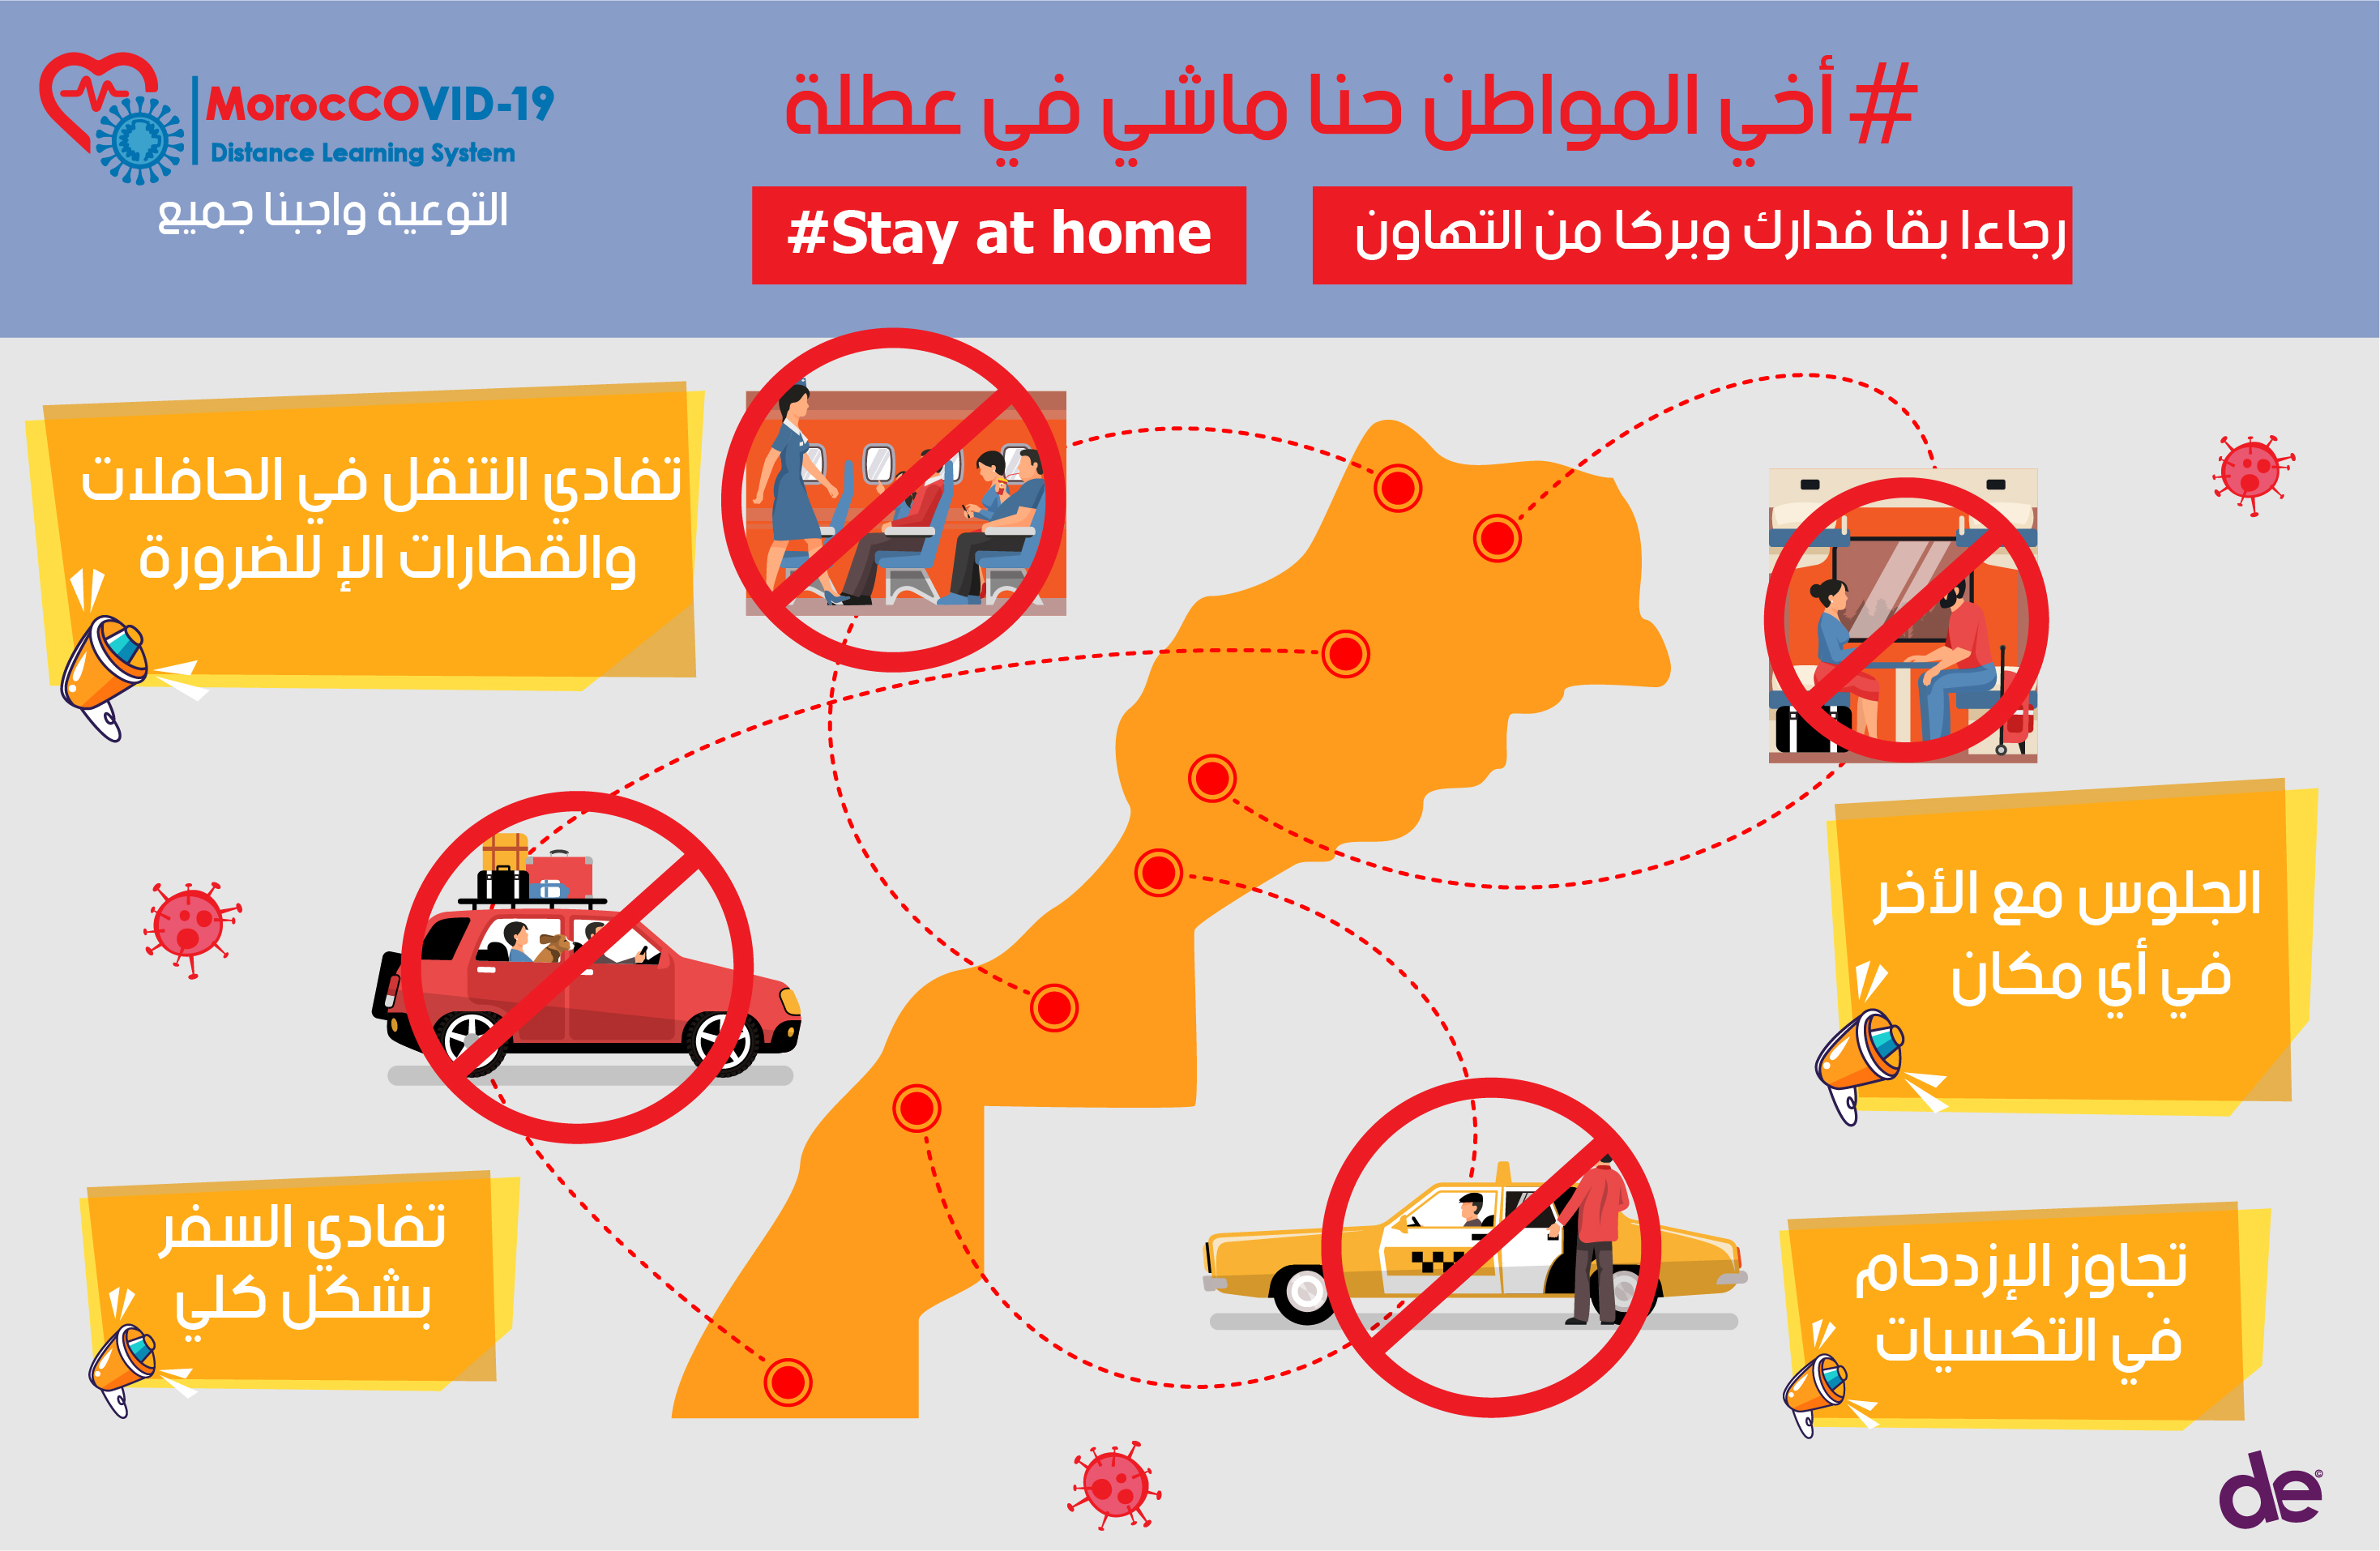 MorocCOVID-19
Distance Learning System
التوعية واجبنا جميع
# أخي المواطن حنا ماشي في عطلة
رجاءا بقا فدارك وبركا من التهاون
#Stay at home
تفادي التنقل في الحافلات
والقطارات الإ للضرورة
الجلوس مع الأخر
في أي مكان
تفادي السفر
بشكل كلي
تجاوز الإزدحام
في التكسيات
de©